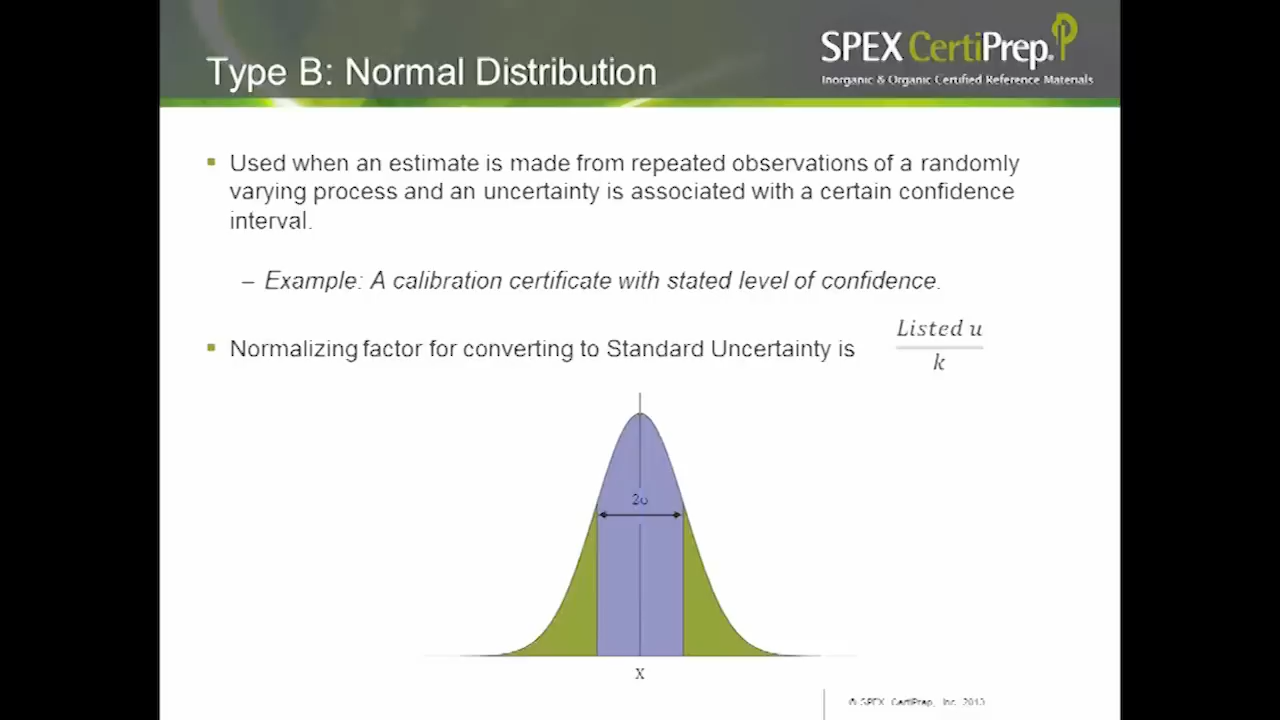 SPEX CertiPrep.
Inorganic & Organic Certified Reference Materials
Type B: Normal Distribution
Used when an estimate is made from repeated observations of a randomly
varying process and an uncertainty is associated with a certain confidence
interval.
– Example: A calibration certificate with stated level of confidence.
Normalizing factor for converting to Standard Uncertainty is
Listed u
k
2σ
x
© SPEX CertiPrep, Inc.